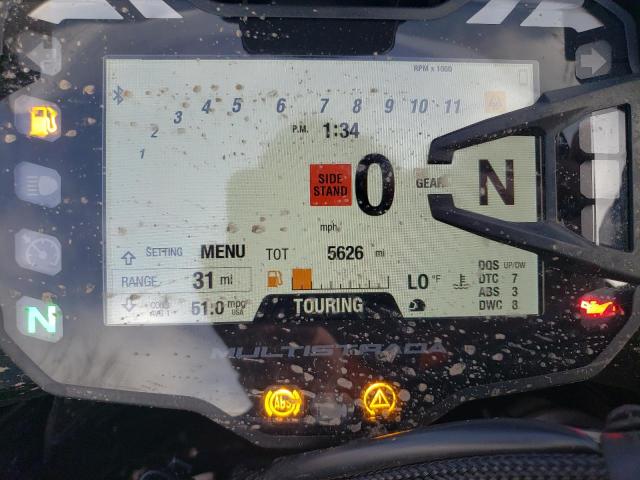 RPM x 1000
1 2 3 4 5 6 7 8 9 10 11
P.M. 1:34
SIDE STAND
0
GEAR
N
mph
SETTING MENU TOT 5626 mi
RANGE 31 mi
LO °F
51.0 mpg USA
TOURING
DQS UP/DW
DTC 7
ABS 3
DWC 8
N
MULTISTRADA
ABS